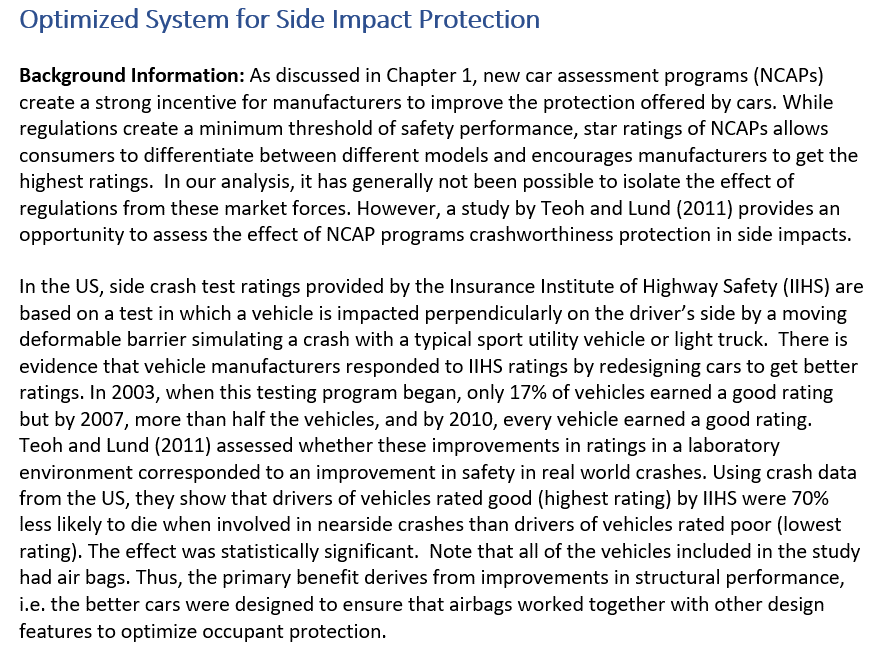 Optimized System for Side Impact Protection
Background Information: As discussed in Chapter 1, new car assessment programs (NCAPs)
create a strong incentive for manufacturers to improve the protection offered by cars. While
regulations create a minimum threshold of safety performance, star ratings of NCAPs allows
consumers to differentiate between different models and encourages manufacturers to get the
highest ratings.  In our analysis, it has generally not been possible to isolate the effect of
regulations from these market forces. However, a study by Teoh and Lund (2011) provides an
opportunity to assess the effect of NCAP programs crashworthiness protection in side impacts.
In the US, side crash test ratings provided by the Insurance Institute of Highway Safety (IIHS) are
based on a test in which a vehicle is impacted perpendicularly on the driver's side by a moving
deformable barrier simulating a crash with a typical sport utility vehicle or light truck.  There is
evidence that vehicle manufacturers responded to IIHS ratings by redesigning cars to get better
ratings. In 2003, when this testing program began, only 17% of vehicles earned a good rating
but by 2007, more than half the vehicles, and by 2010, every vehicle earned a good rating.
Teoh and Lund (2011) assessed whether these improvements in ratings in a laboratory
environment corresponded to an improvement in safety in real world crashes. Using crash data
from the US, they show that drivers of vehicles rated good (highest rating) by IIHS were 70%
less likely to die when involved in nearside crashes than drivers of vehicles rated poor (lowest
rating). The effect was statistically significant.  Note that all of the vehicles included in the study
had air bags. Thus, the primary benefit derives from improvements in structural performance,
i.e. the better cars were designed to ensure that airbags worked together with other design
features to optimize occupant protection.